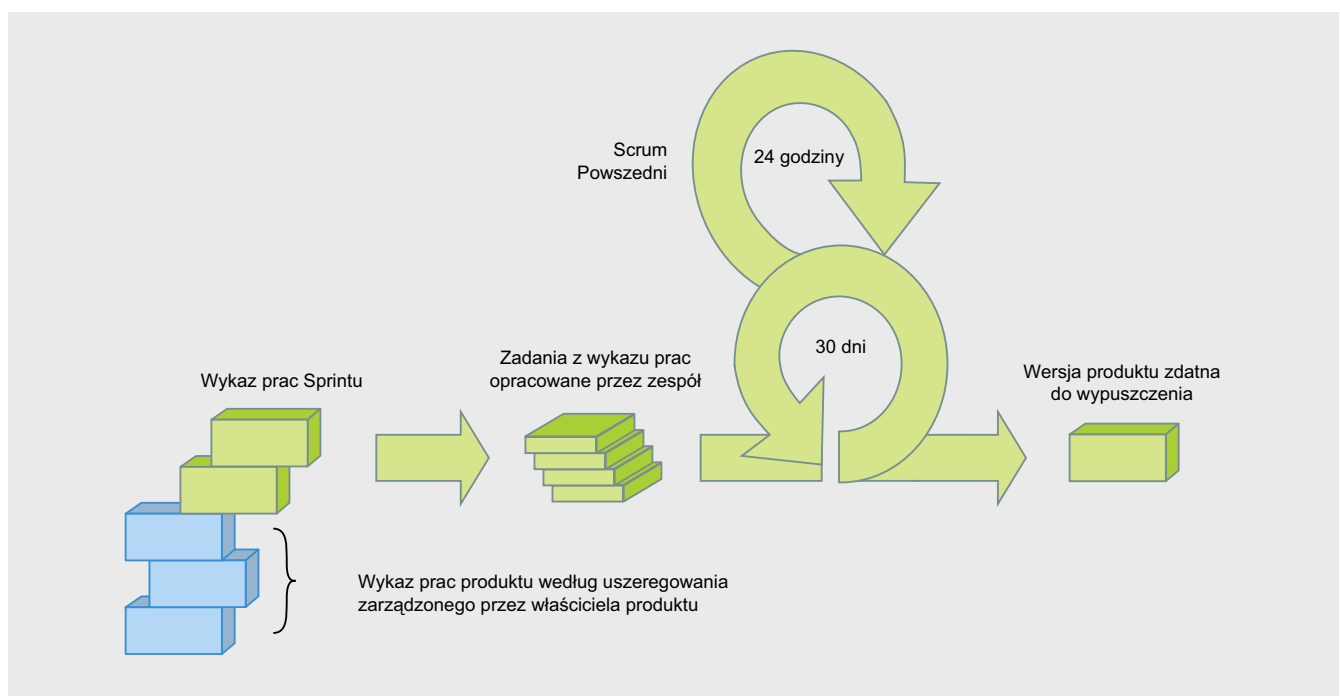 Scrum
Powszedni
24 godziny
30 dni
Wykaz prac Sprintu
Zadania z wykazu prac
opracowane przez zespół
Wersja produktu zdatna
do wypuszczenia
Wykaz prac produktu według uszeregowania
zarządzonego przez właściciela produktu